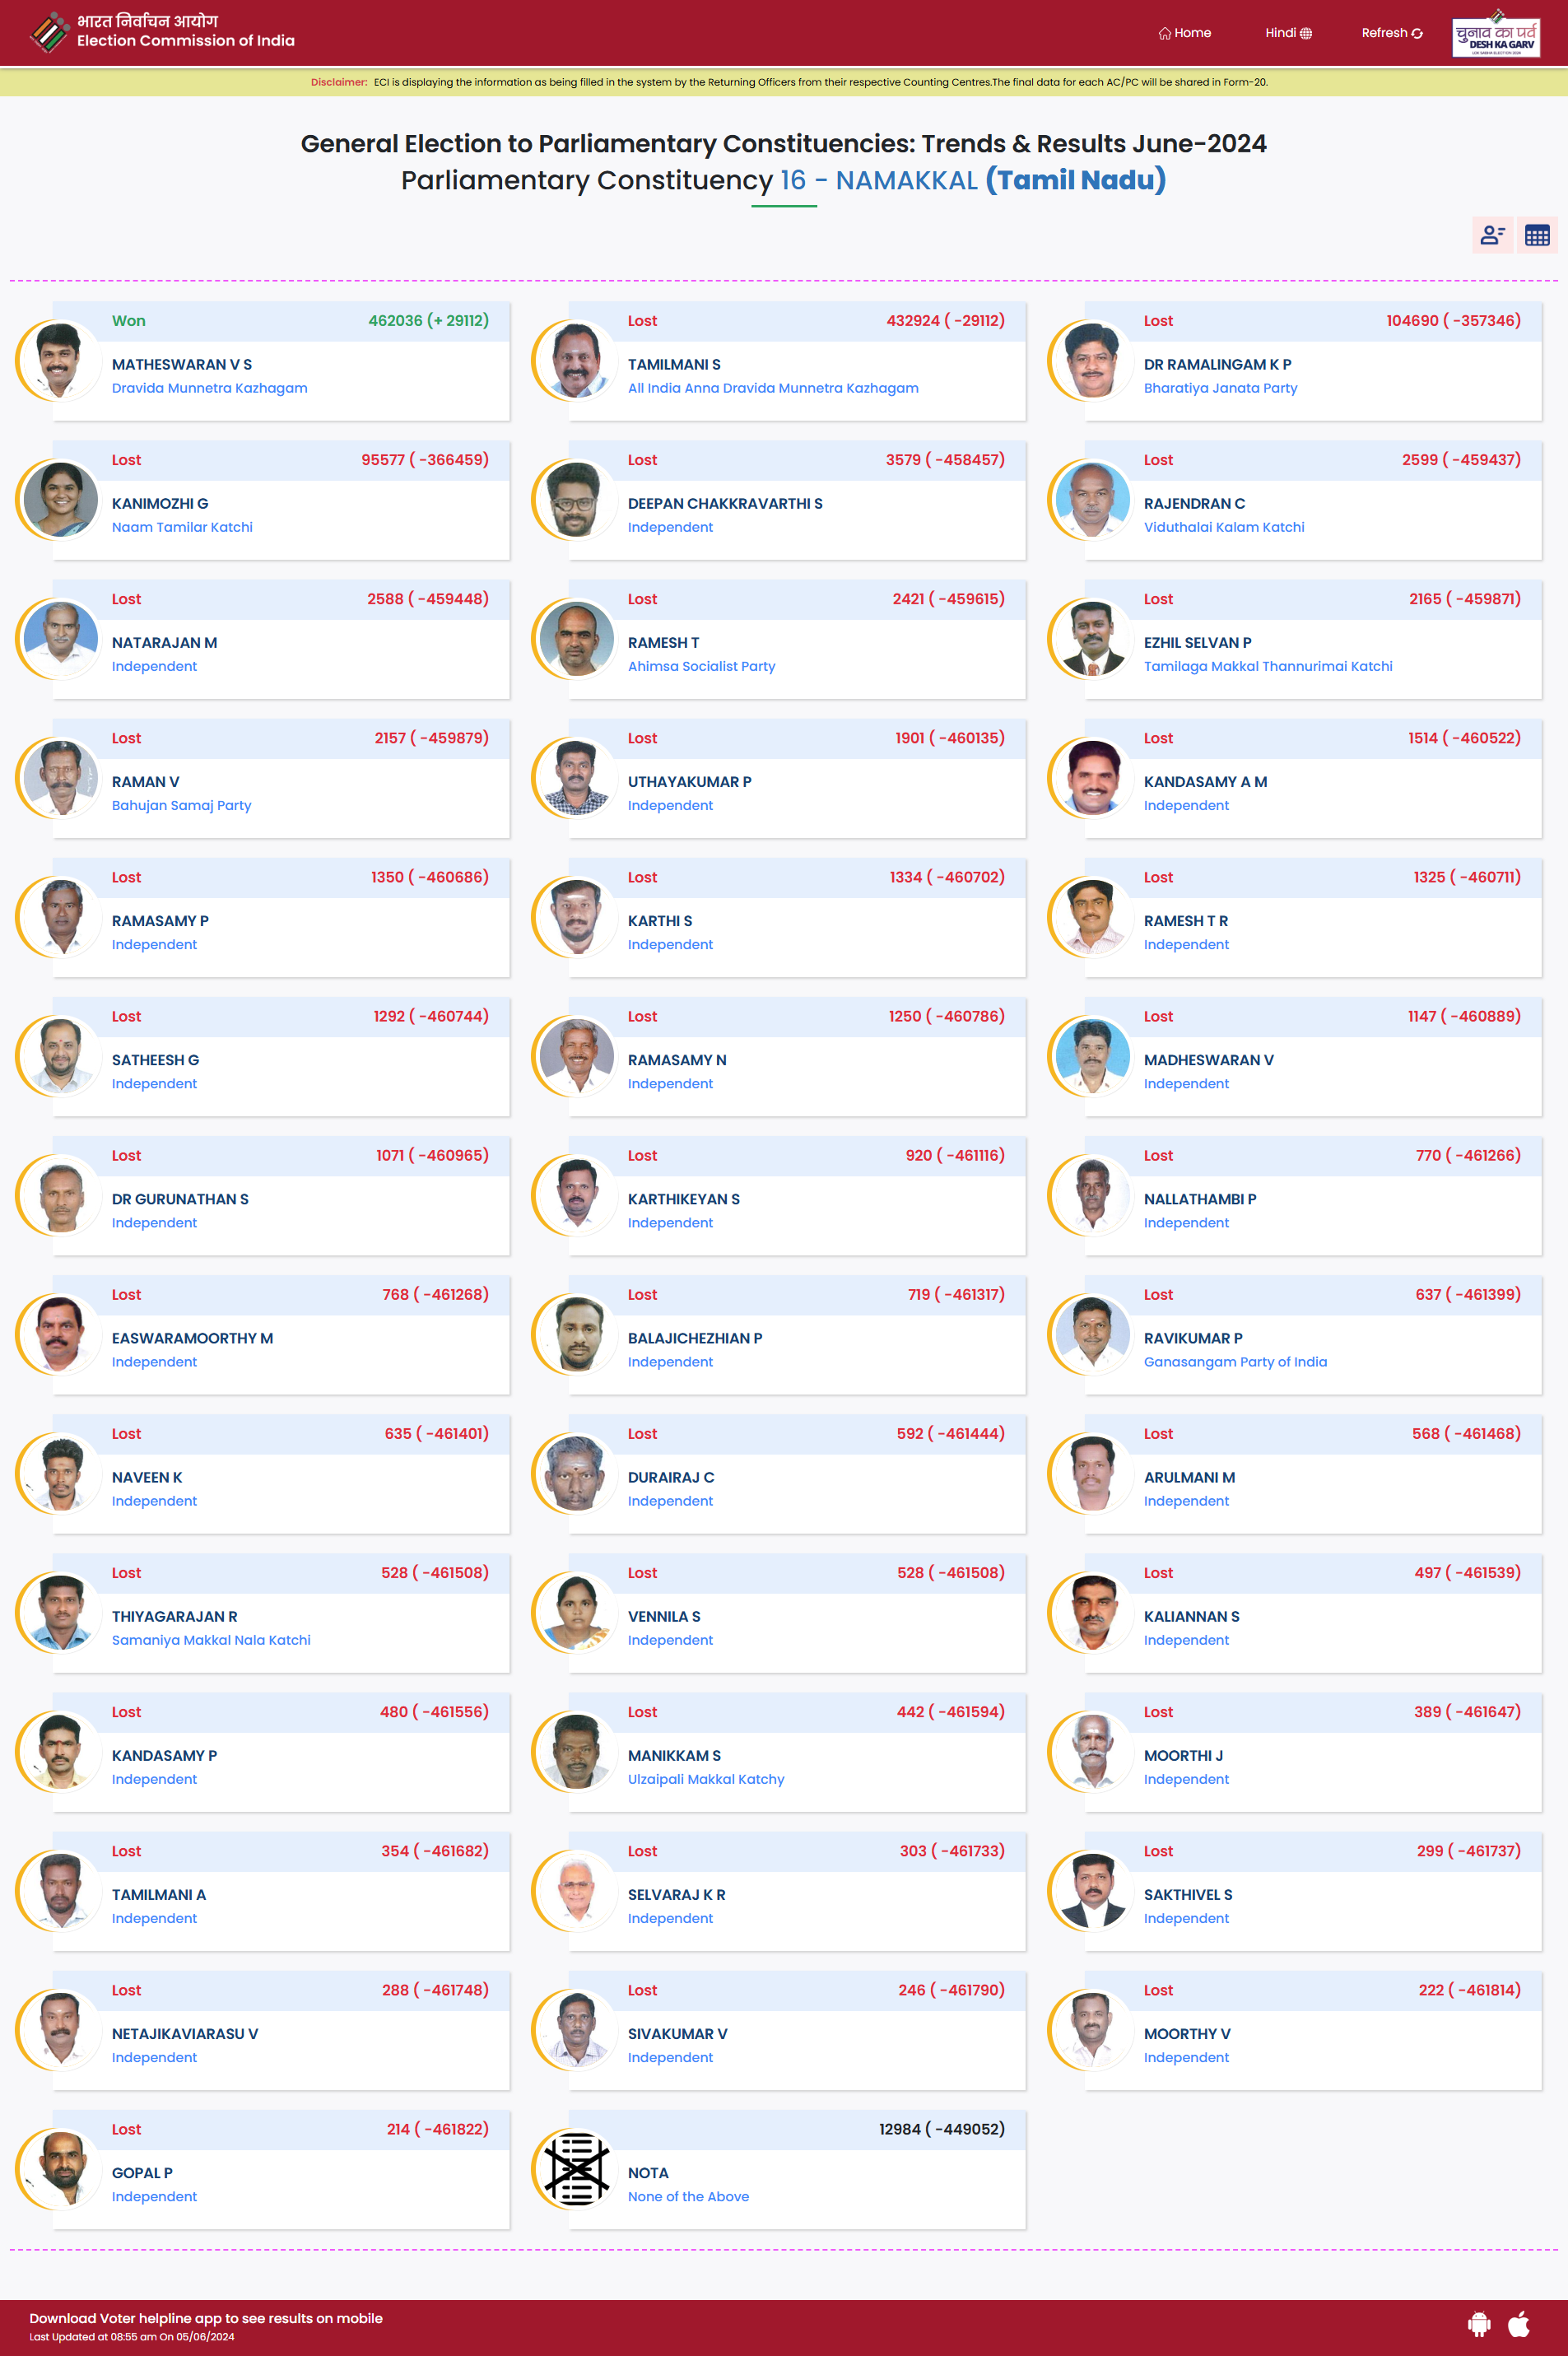 भारत निर्वाचन आयोग
Election Commission of India
Home
Hindi
Refresh
चुनाव का पर्व
DESH KA GARV
LOK SABHA ELECTION 2024
Disclaimer: ECI is displaying the information as being filled in the system by the Returning Officers from their respective Counting Centres.The final data for each AC/PC will be shared in Form-20.
General Election to Parliamentary Constituencies: Trends & Results June-2024
Parliamentary Constituency 16 - NAMAKKAL (Tamil Nadu)
Won 462036 (+ 29112)
MATHESWARAN V S
Dravida Munnetra Kazhagam
Lost 432924 ( -29112)
TAMILMANI S
All India Anna Dravida Munnetra Kazhagam
Lost 104690 ( -357346)
DR RAMALINGAM K P
Bharatiya Janata Party
Lost 95577 ( -366459)
KANIMOZHI G
Naam Tamilar Katchi
Lost 3579 ( -458457)
DEEPAN CHAKKRAVARTHI S
Independent
Lost 2599 ( -459437)
RAJENDRAN C
Viduthalai Kalam Katchi
Lost 2588 ( -459448)
NATARAJAN M
Independent
Lost 2421 ( -459615)
RAMESH T
Ahimsa Socialist Party
Lost 2165 ( -459871)
EZHIL SELVAN P
Tamilaga Makkal Thannurimai Katchi
Lost 2157 ( -459879)
RAMAN V
Bahujan Samaj Party
Lost 1901 ( -460135)
UTHAYAKUMAR P
Independent
Lost 1514 ( -460522)
KANDASAMY A M
Independent
Lost 1350 ( -460686)
RAMASAMY P
Independent
Lost 1334 ( -460702)
KARTHI S
Independent
Lost 1325 ( -460711)
RAMESH T R
Independent
Lost 1292 ( -460744)
SATHEESH G
Independent
Lost 1250 ( -460786)
RAMASAMY N
Independent
Lost 1147 ( -460889)
MADHESWARAN V
Independent
Lost 1071 ( -460965)
DR GURUNATHAN S
Independent
Lost 920 ( -461116)
KARTHIKEYAN S
Independent
Lost 770 ( -461266)
NALLATHAMBI P
Independent
Lost 768 ( -461268)
EASWARAMOORTHY M
Independent
Lost 719 ( -461317)
BALAJICHEZHIAN P
Independent
Lost 637 ( -461399)
RAVIKUMAR P
Ganasangam Party of India
Lost 635 ( -461401)
NAVEEN K
Independent
Lost 592 ( -461444)
DURAIRAJ C
Independent
Lost 568 ( -461468)
ARULMANI M
Independent
Lost 528 ( -461508)
THIYAGARAJAN R
Samaniya Makkal Nala Katchi
Lost 528 ( -461508)
VENNILA S
Independent
Lost 497 ( -461539)
KALIANNAN S
Independent
Lost 480 ( -461556)
KANDASAMY P
Independent
Lost 442 ( -461594)
MANIKKAM S
Ulzaipali Makkal Katchy
Lost 389 ( -461647)
MOORTHI J
Independent
Lost 354 ( -461682)
TAMILMANI A
Independent
Lost 303 ( -461733)
SELVARAJ K R
Independent
Lost 299 ( -461737)
SAKTHIVEL S
Independent
Lost 288 ( -461748)
NETAJIKAVIARASU V
Independent
Lost 246 ( -461790)
SIVAKUMAR V
Independent
Lost 222 ( -461814)
MOORTHY V
Independent
Lost 214 ( -461822)
GOPAL P
Independent
12984 ( -449052)
NOTA
None of the Above
Download Voter helpline app to see results on mobile
Last Updated at 08:55 am On 05/06/2024